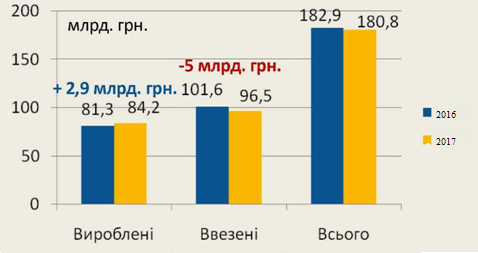 200
млрд. грн.
182,9
180,8
150
-5 млрд. грн.
+ 2,9 млрд. грн.
101,6
96,5
81,3
84,2
100
50
0
Вироблені
Ввезені
Всього
2016
2017